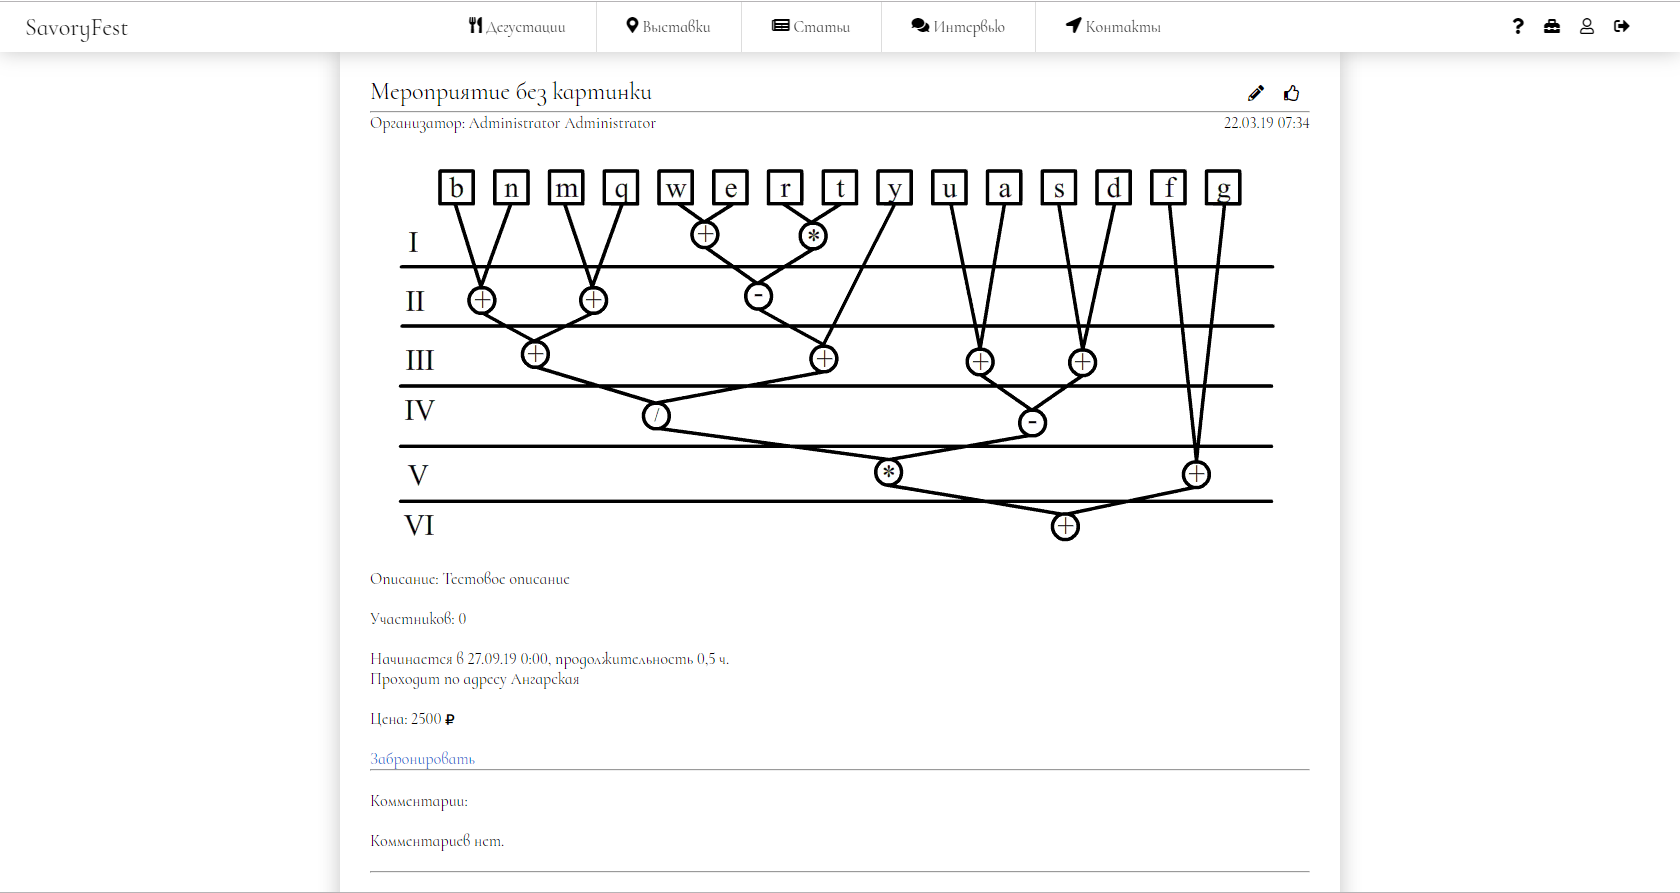 SavoryFest
Дегустации
Выставки
Статьи
Интервью
Контакты
Мероприятие без картинки
Организатор: Administrator Administrator
22.03.19 07:34
b n m q w e r t y u a s d f g
I
+ *
II
+ + -
III
+ + + +
IV
/ -
V
* +
VI
+
Описание: Тестовое описание
Участников: 0
Начинается в 27.09.19 0:00, продолжительность 0,5 ч.
Проходит по адресу Ангарская
Цена: 2500 ₽
Забронировать
Комментарии:
Комментариев нет.